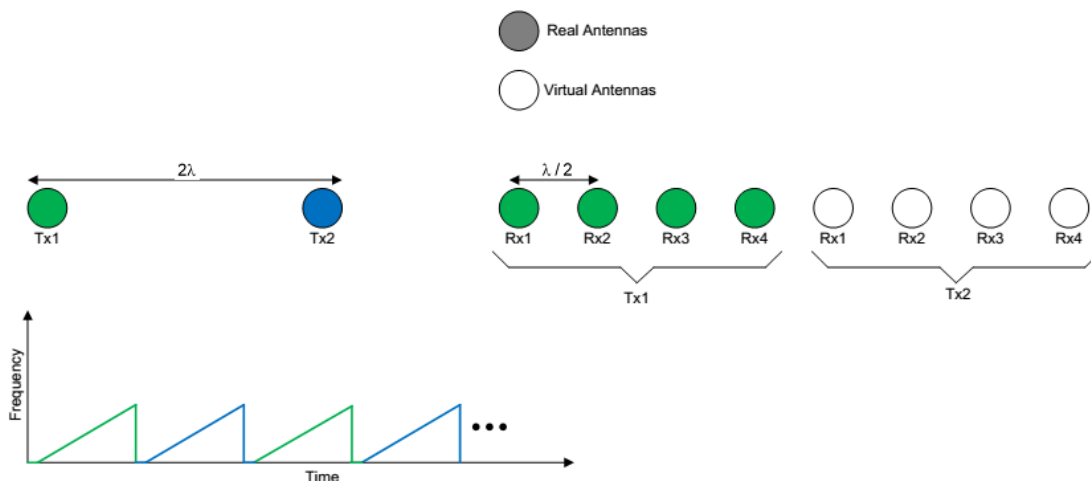 Real Antennas
Virtual Antennas
2λ
λ / 2
Tx1
Tx2
Rx1
Rx2
Rx3
Rx4
Rx1
Rx2
Rx3
Rx4
Tx1
Tx2
Frequency
Time